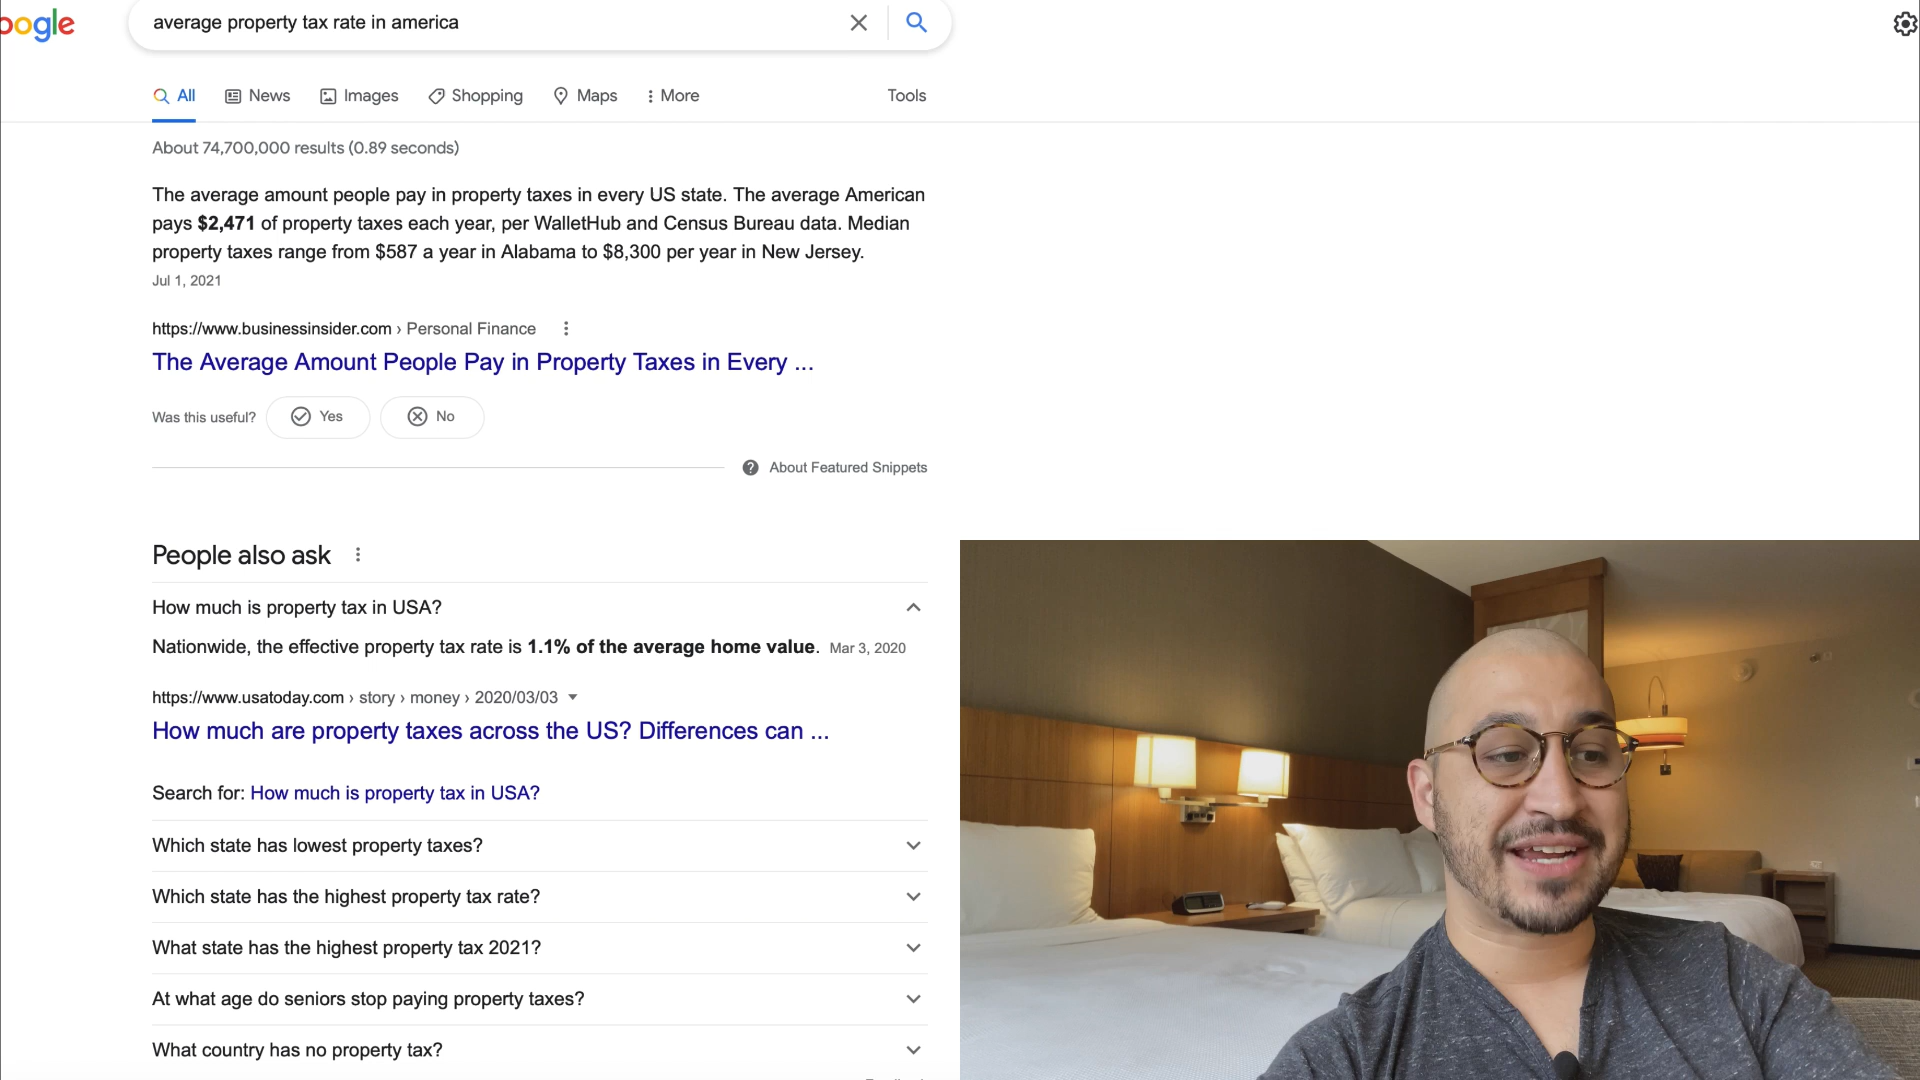 oogle
average property tax rate in america
All News Images Shopping Maps More Tools
About 74,700,000 results (0.89 seconds)
The average amount people pay in property taxes in every US state. The average American
pays $2,471 of property taxes each year, per WalletHub and Census Bureau data. Median
property taxes range from $587 a year in Alabama to $8,300 per year in New Jersey.
Jul 1, 2021
https://www.businessinsider.com › Personal Finance
The Average Amount People Pay in Property Taxes in Every ...
Was this useful? Yes No
About Featured Snippets
People also ask
How much is property tax in USA?
Nationwide, the effective property tax rate is 1.1% of the average home value. Mar 3, 2020
https://www.usatoday.com › story › money › 2020/03/03
How much are property taxes across the US? Differences can ...
Search for: How much is property tax in USA?
Which state has lowest property taxes?
Which state has the highest property tax rate?
What state has the highest property tax 2021?
At what age do seniors stop paying property taxes?
What country has no property tax?